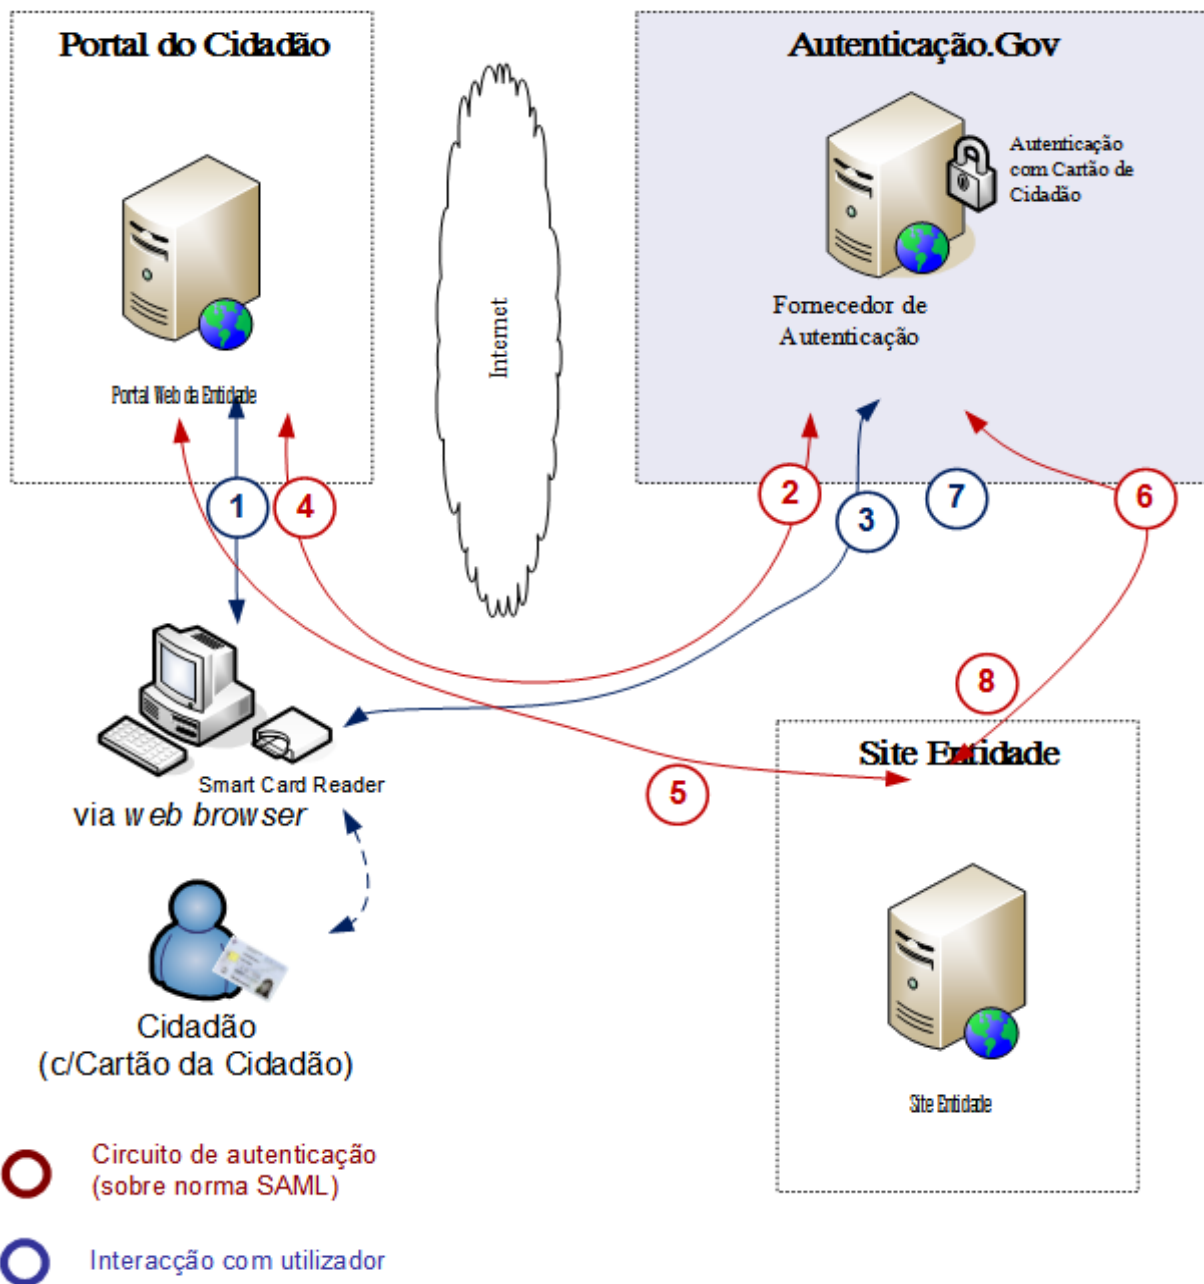 Portal do Cidadão
Autenticação.Gov
Autenticação
com Cartão de
Cidadão
Fornecedor de
Autenticação
Internet
Portal Web da Entidade
1
4
2
3
7
6
8
5
Site Entidade
Smart Card Reader
via web browser
Cidadão
(c/Cartão da Cidadão)
Site Entidade
Circuito de autenticação
(sobre norma SAML)
Interacção com utilizador